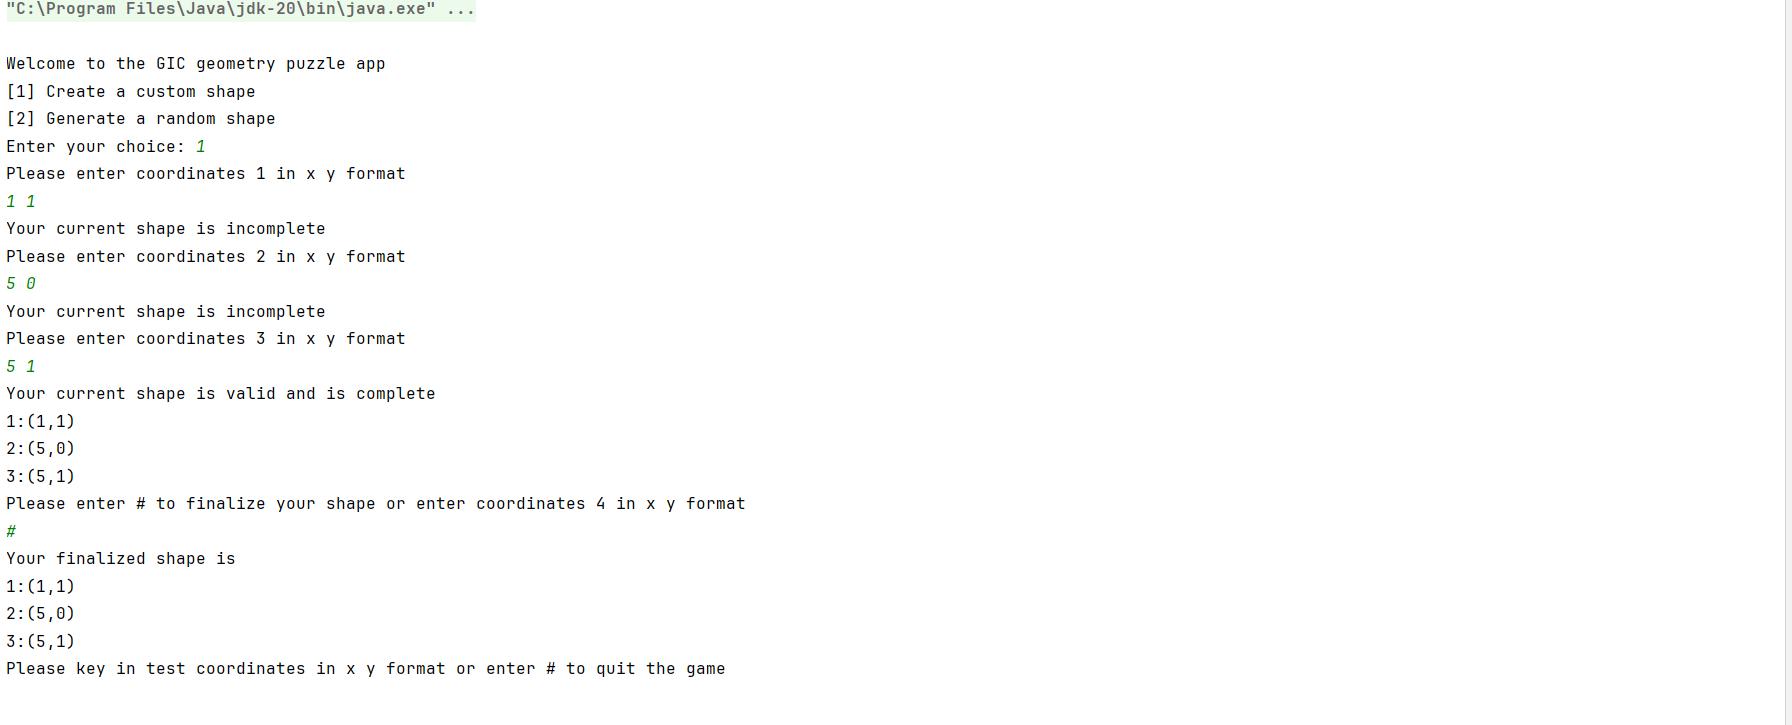 "C:\Program Files\Java\jdk-20\bin\java.exe" ...
Welcome to the GIC geometry puzzle app
[1] Create a custom shape
[2] Generate a random shape
Enter your choice: 1
Please enter coordinates 1 in x y format
1 1
Your current shape is incomplete
Please enter coordinates 2 in x y format
5 0
Your current shape is incomplete
Please enter coordinates 3 in x y format
5 1
Your current shape is valid and is complete
1:(1,1)
2:(5,0)
3:(5,1)
Please enter # to finalize your shape or enter coordinates 4 in x y format
#
Your finalized shape is
1:(1,1)
2:(5,0)
3:(5,1)
Please key in test coordinates in x y format or enter # to quit the game